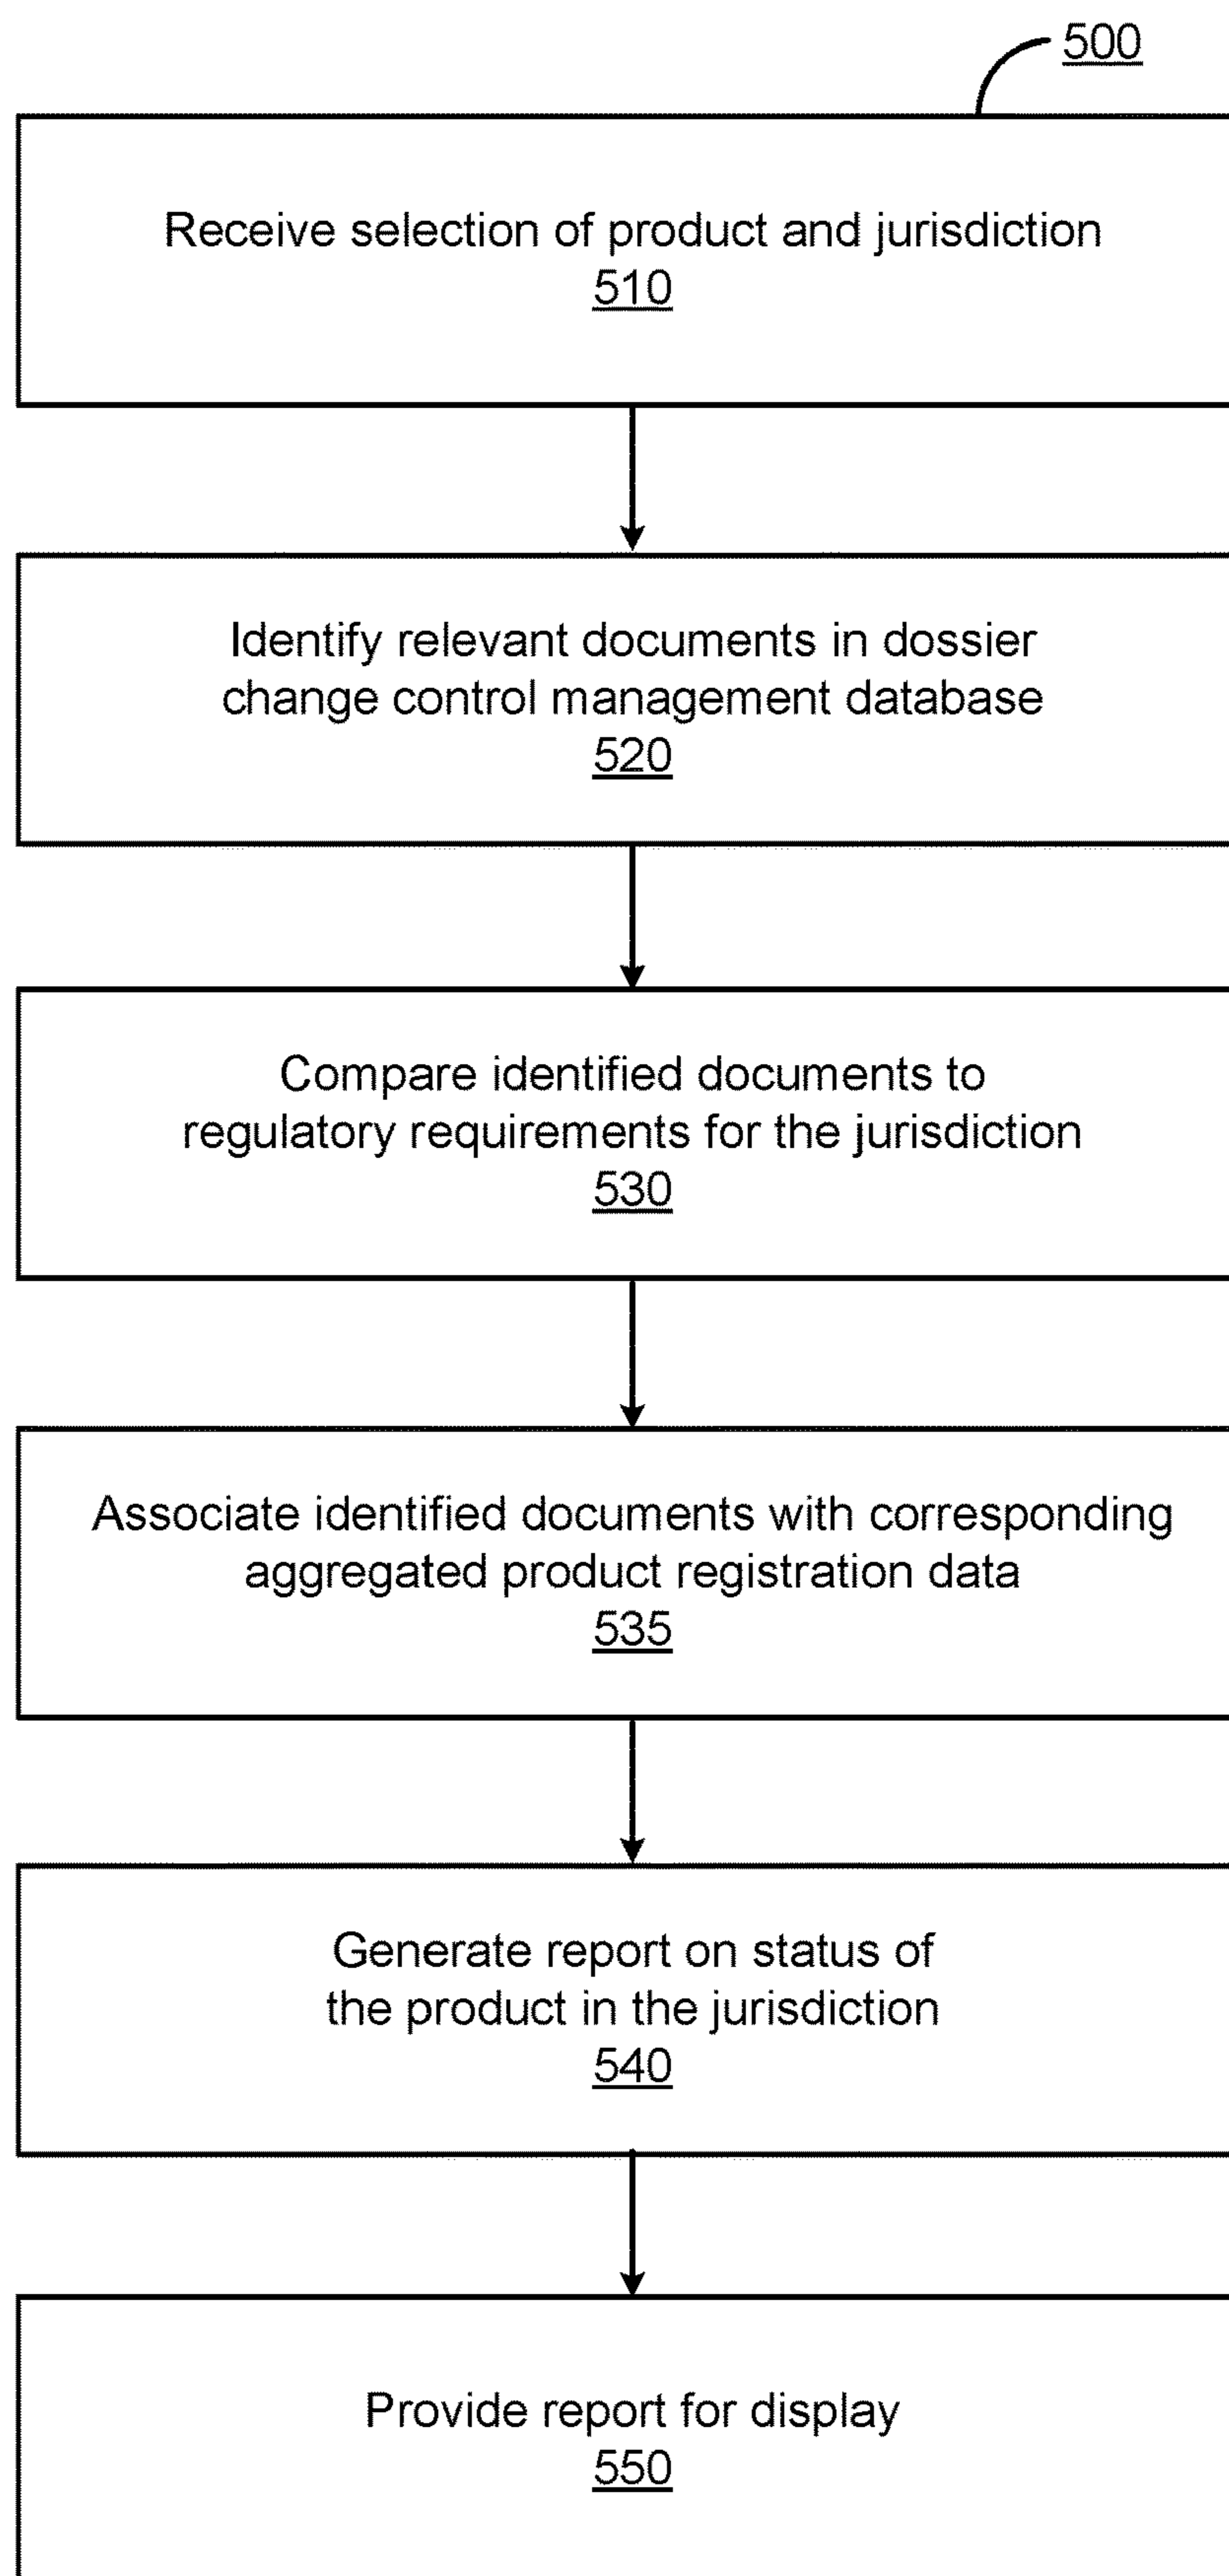 500
Receive selection of product and jurisdiction
510
Identify relevant documents in dossier
change control management database
520
Compare identified documents to
regulatory requirements for the jurisdiction
530
Associate identified documents with corresponding
aggregated product registration data
535
Generate report on status of
the product in the jurisdiction
540
Provide report for display
550